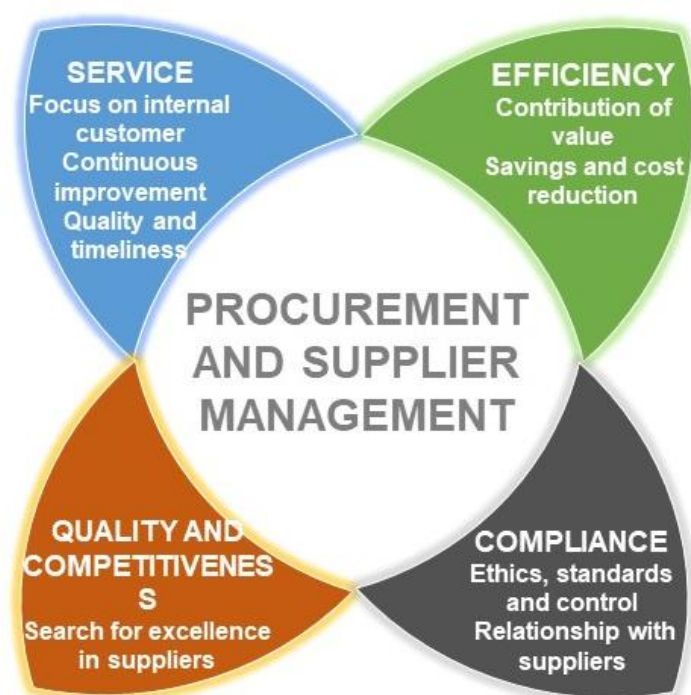 SERVICE
Focus on internal
customer
Continuous
improvement
Quality and
timeliness
EFFICIENCY
Contribution of
value
Savings and cost
reduction
PROCUREMENT
AND SUPPLIER
MANAGEMENT
QUALITY AND
COMPETITIVENES
S
Search for excellence
in suppliers
COMPLIANCE
Ethics, standards
and control
Relationship with
suppliers